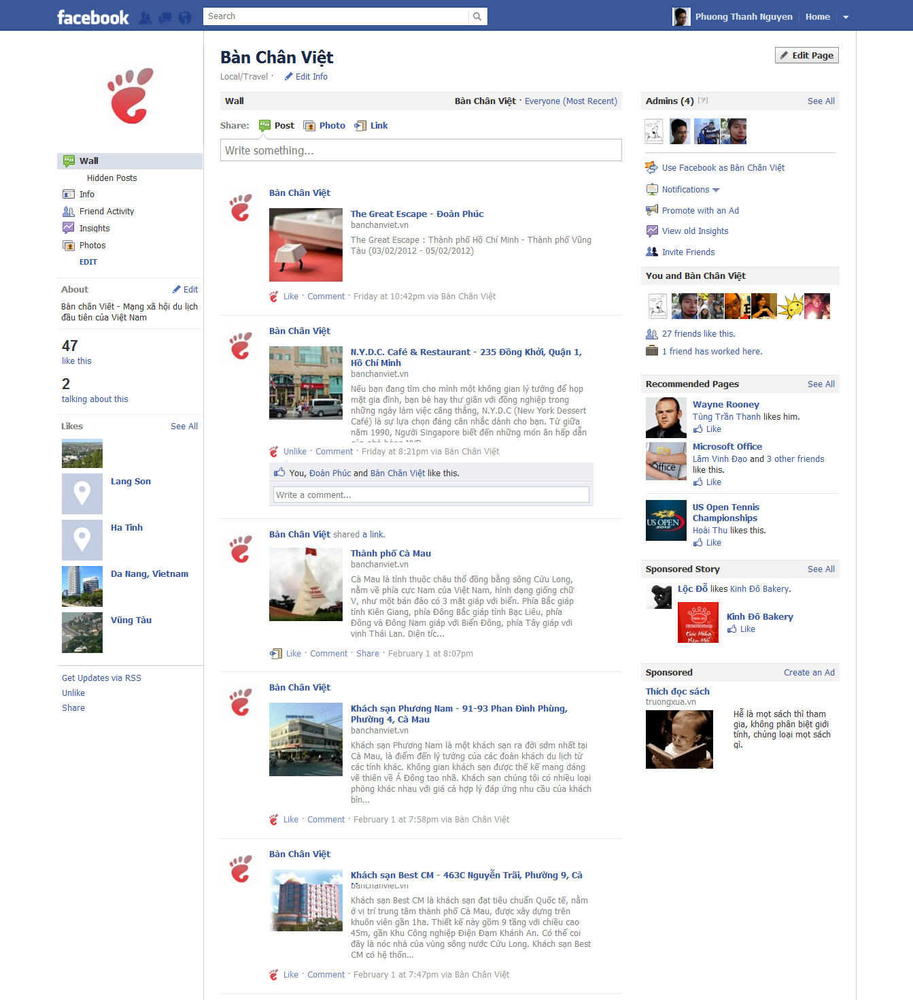 facebook
Search
Phuong Thanh Nguyen
Home
Bàn Chân Việt
Edit Page
Local/Travel ·
Edit Info
Wall
Hidden Posts
Info
Friend Activity
Insights
Photos
EDIT
About
Edit
Bàn chân Việt - Mạng xã hội du lịch
đầu tiên của Việt Nam
47
like this
2
talking about this
Likes
See All
Lang Son
Ha Tinh
Da Nang, Vietnam
Vũng Tàu
Get Updates via RSS
Unlike
Share
Wall
Bàn Chân Việt · Everyone (Most Recent)
Share:
Post
Photo
Link
Write something...
Bàn Chân Việt
The Great Escape - Đoàn Phúc
banchanviet.vn
The Great Escape : Thành phố Hồ Chí Minh - Thành phố Vũng
Tàu (03/02/2012 - 05/02/2012)
Like · Comment · Friday at 10:42pm via Bàn Chân Việt
Bàn Chân Việt
N.Y.D.C. Café & Restaurant - 235 Đồng Khởi, Quận 1,
Hồ Chí Minh
banchanviet.vn
Nếu bạn đang tìm cho mình một không gian lý tưởng để họp
mặt gia đình, bạn bè hay thư giãn với đồng nghiệp trong
những ngày làm việc căng thẳng, N.Y.D.C (New York Dessert
Café) là sự lựa chọn đáng cân nhắc dành cho bạn. Từ giữa
năm 1990, Người Singapore biết đến những món ăn hấp dẫn
Unlike · Comment · Friday at 8:21pm via Bàn Chân Việt
You, Đoàn Phúc and Bàn Chân Việt like this.
Write a comment...
Bàn Chân Việt shared a link.
Thành phố Cà Mau
banchanviet.vn
Cà Mau là tỉnh thuộc châu thổ đồng bằng sông Cửu Long,
nằm về phía cực Nam của Việt Nam, hình dạng giống chữ
V, như một bán đảo có 3 mặt giáp với biển. Phía Bắc giáp
tỉnh Kiên Giang, phía Đông Bắc giáp tỉnh Bạc Liêu, phía
Đông và Đông Nam giáp với Biển Đông, phía Tây giáp với
vịnh Thái Lan. Diện tíc...
Like · Comment · Share · February 1 at 8:07pm
Bàn Chân Việt
Khách sạn Phương Nam - 91-93 Phan Đình Phùng,
Phường 4, Cà Mau
banchanviet.vn
Khách sạn Phương Nam là một khách sạn ra đời sớm nhất tại
Cà Mau, là điểm đến lý tưởng của các đoàn khách du lịch từ
các tỉnh khác. Không gian khách sạn được thế kế mang dáng
vẽ thiên về Á Đông tao nhã. Khách sạn chúng tôi có nhiều loại
phòng khác nhau với giá cả hợp lý đáp ứng nhu cầu của khách
bìn...
Like · Comment · February 1 at 7:58pm via Bàn Chân Việt
Bàn Chân Việt
Khách sạn Best CM - 463C Nguyễn Trãi, Phường 9, Cà
banchanviet.vn
Khách sạn Best CM là khách sạn đạt tiêu chuẩn Quốc tế, nằm
ở vị trí trung tâm thành phố Cà Mau, được xây dựng trên
khuôn viên gần 1ha. Thiết kế này gồm 9 tầng với chiều cao
45m, gần Khu Công nghiệp Điện Đạm Khánh An. Có thể coi
đây là nóc nhà của vùng sông nước Cửu Long. Khách sạn Best
CM có hệ thốn...
Like · Comment · February 1 at 7:47pm via Bàn Chân Việt
Admins (4) [?]
See All
Use Facebook as Bàn Chân Việt
Notifications
Promote with an Ad
View old Insights
Invite Friends
You and Bàn Chân Việt
27 friends like this.
1 friend has worked here.
Recommended Pages
See All
Wayne Rooney
Tùng Trần Thanh likes him.
Like
Office
Microsoft Office
Lâm Vinh Đạo and 3 other friends
like this.
Like
US OPEN
2012
US Open Tennis
Championships
Hoài Thu likes this.
Like
Sponsored Story
See All
Lộc Đỗ likes Kinh Đô Bakery.
Chúc Mừng
Năm Mới
Kinh Đô Bakery
Like
Sponsored
Create an Ad
Thích đọc sách
truongxua.vn
Hễ là mọt sách thì tham
gia, không phân biệt giới
tính, chủng loại mọt sách
gì.